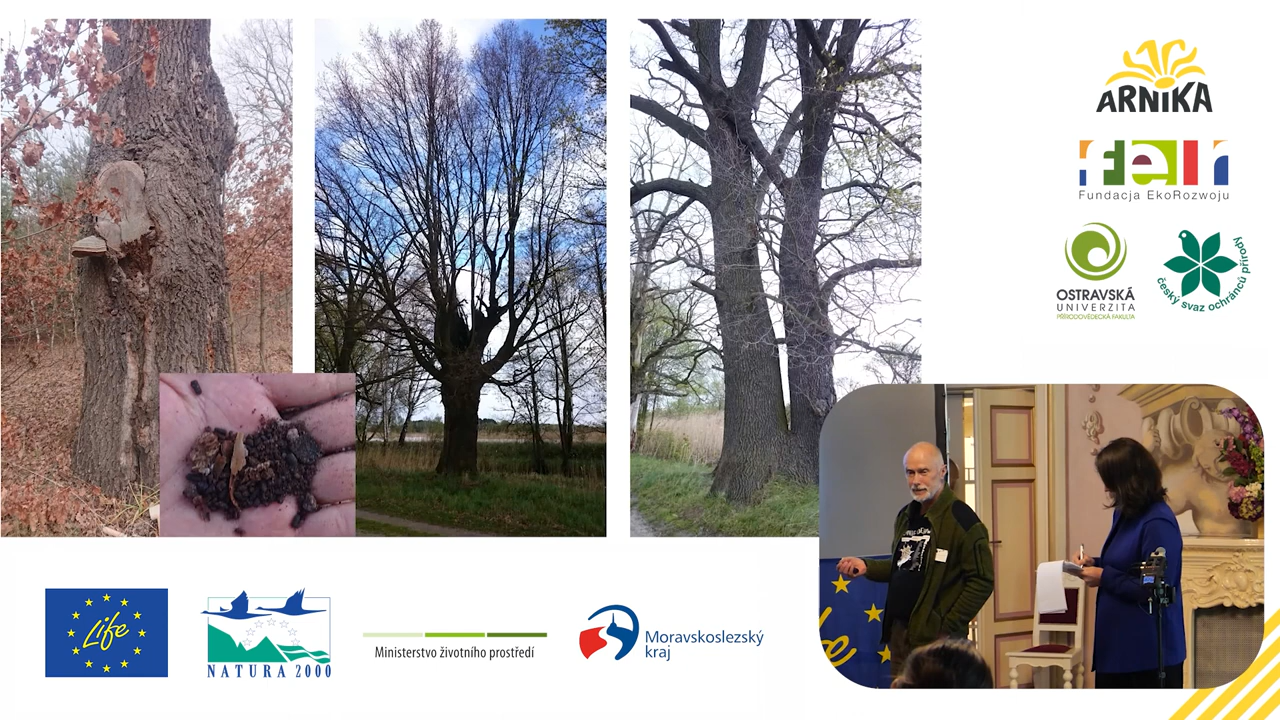 ARNIKA
fer
Fundacja EkoRozwoju
OSTRAVSKÁ
UNIVERZITA
PŘÍRODOVĚDECKÁ FAKULTA
český svaz ochránců přírody
Life
NATURA 2000
Ministerstvo životního prostředí
Moravskoslezský
kraj